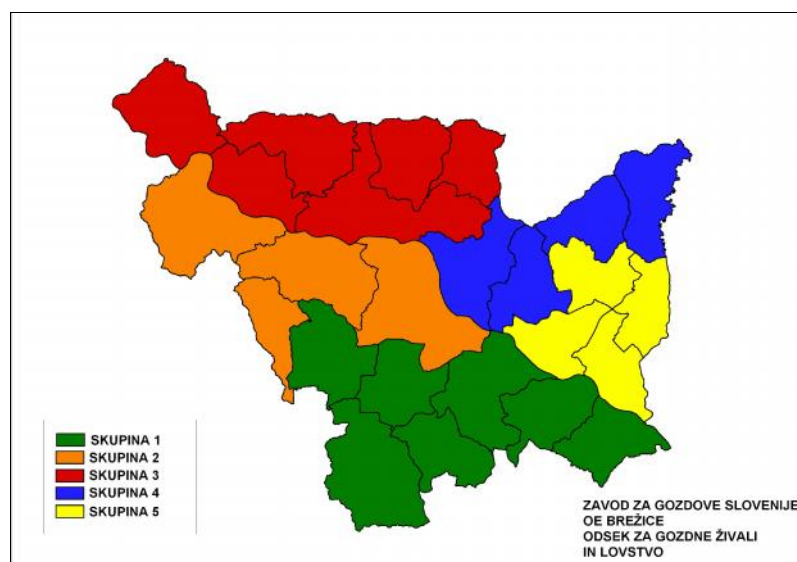 SKUPINA 1
SKUPINA 2
SKUPINA 3
SKUPINA 4
SKUPINA 5
ZAVOD ZA GOZDOVE SLOVENIJE
OE BREŽICE
ODSEK ZA GOZDNE ŽIVALI
IN LOVSTVO